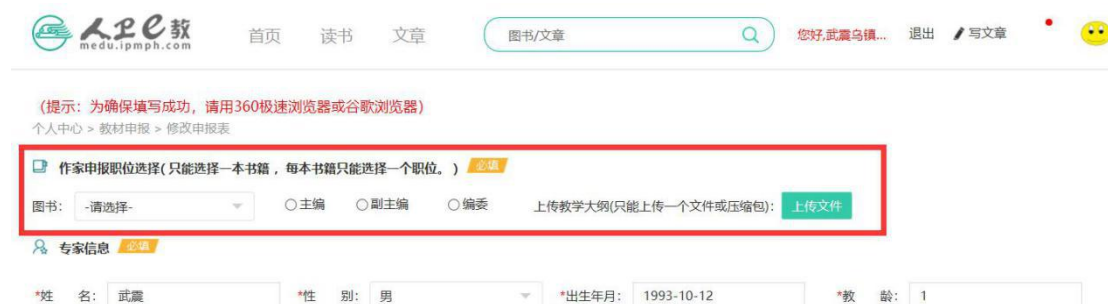 人卫e教 首页 读书 文章 图书/文章 您好,武震乌镇... 退出 写文章
medu.ipmph.com
(提示：为确保填写成功，请用360极速浏览器或谷歌浏览器)
个人中心 > 教材申报 > 修改申报表
作家申报职位选择(只能选择一本书籍，每本书籍只能选择一个职位。) 必填
图书： -请选择- 主编 副主编 编委 上传教学大纲(只能上传一个文件或压缩包)： 上传文件
专家信息 必填
*姓 名： 武震 *性 别： 男 *出生年月： 1993-10-12 *教 龄： 1